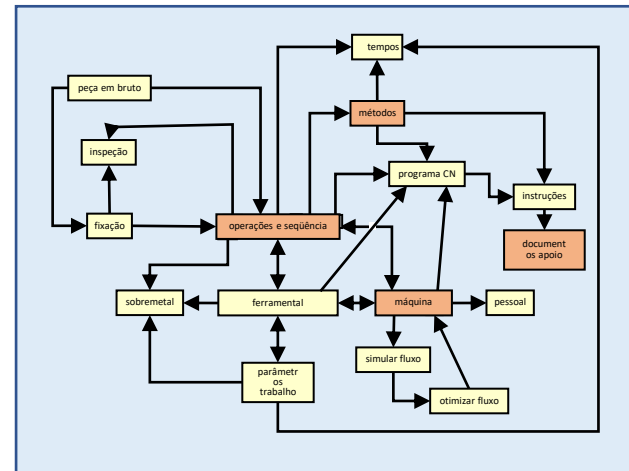 tempos
peça em bruto
métodos
inspeção
programa CN
instruções
fixação
operações e seqüência
document
os apoio
sobremetal
ferramental
máquina
pessoal
simular fluxo
parâmetr
os
trabalho
otimizar fluxo